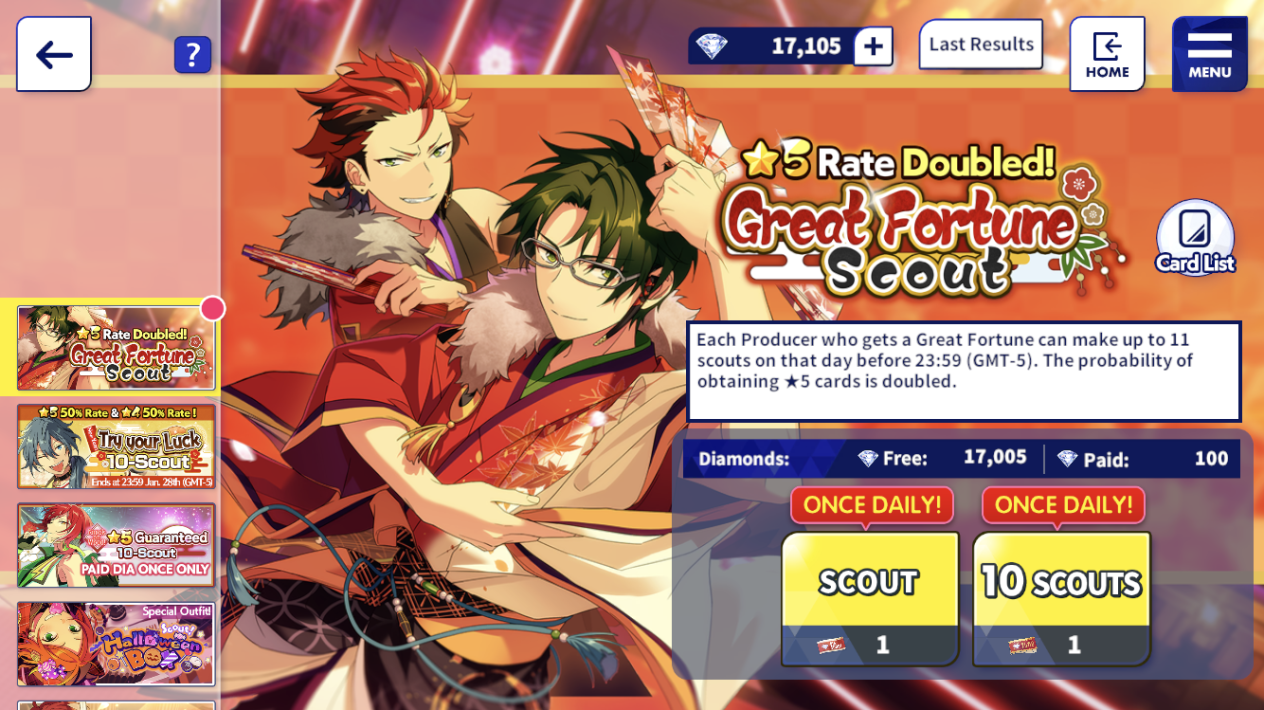 ?
17,105
+
Last Results
HOME
MENU
★5 Rate Doubled!
Great Fortune
Scout
Card List
Each Producer who gets a Great Fortune can make up to 11
scouts on that day before 23:59 (GMT-5). The probability of
obtaining ★5 cards is doubled.
Diamonds:
Free:
17,005
Paid:
100
ONCE DAILY!
ONCE DAILY!
SCOUT
10 SCOUTS
1
1
★5 Rate Doubled!
Great Fortune
Scout
★5 50% Rate & ★4 50% Rate!
Try your Luck
10-Scout
Ends at 23:59 Jan. 28th (GMT-5)
★5 Guaranteed
10-Scout
PAID DIA ONCE ONLY
Special Outfit!
Scout!
Halloween
Box